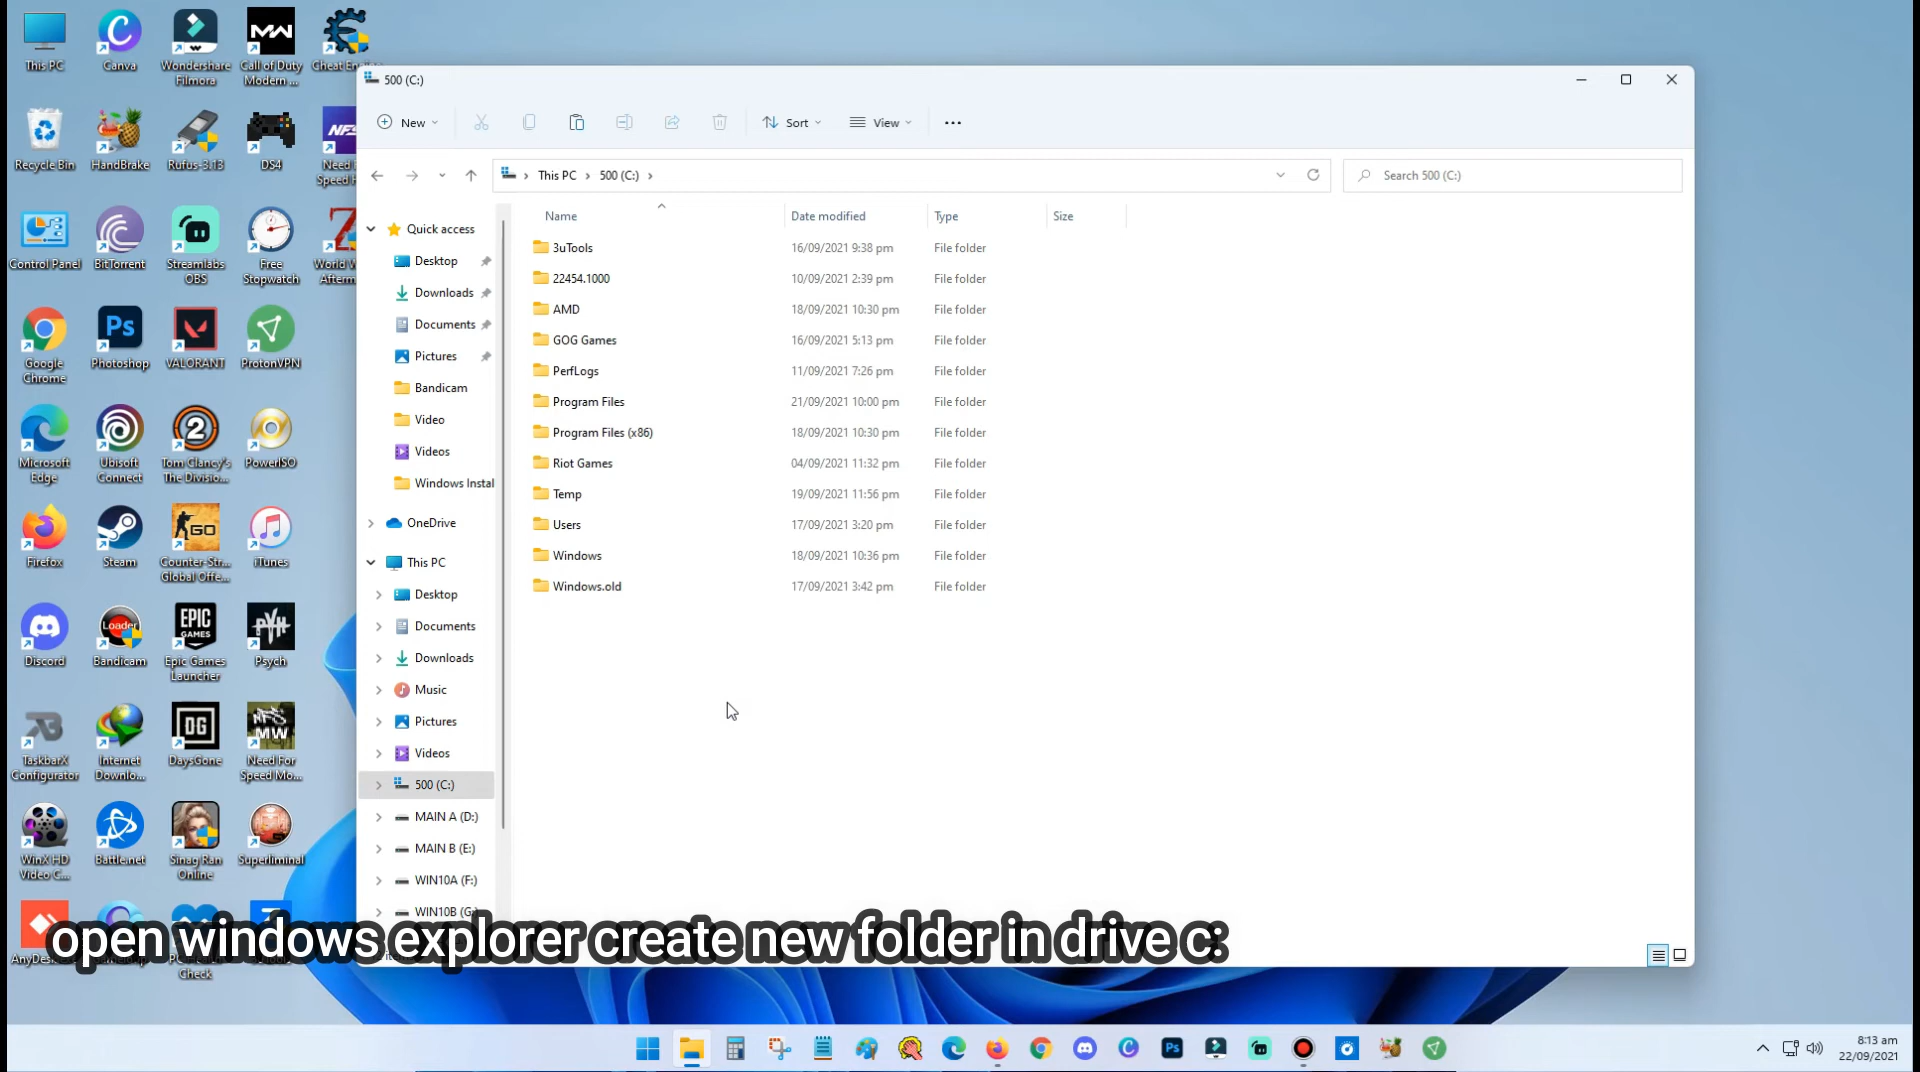 This PC
Canva
Wondershare
Filmora
Call of Duty
Modern ...
Cheat En
Recycle Bin
HandBrake
Rufus-3.13
DS4
Need
Speed H
Control Panel
BitTorrent
Streamlabs
OBS
Free
Stopwatch
World W
Afterm
Google
Chrome
Photoshop
VALORANT
ProtonVPN
Microsoft
Edge
Ubisoft
Connect
Tom Clancy's
The Divisio...
PowerISO
Firefox
Steam
Counter-Str...
Global Offe...
iTunes
Discord
Bandicam
Epic Games
Launcher
Psych
TaskbarX
Configurator
Internet
Downlo...
DaysGone
Need For
Speed Mo...
WinX HD
Video C...
Battle.net
Sinag Ran
Online
Superliminal
Check
500 (C:)
New
Sort
View
This PC
500 (C:)
Search 500 (C:)
Name
Date modified
Type
Size
3uTools 16/09/2021 9:38 pm File folder
22454.1000 10/09/2021 2:39 pm File folder
AMD 18/09/2021 10:30 pm File folder
GOG Games 16/09/2021 5:13 pm File folder
PerfLogs 11/09/2021 7:26 pm File folder
Program Files 21/09/2021 10:00 pm File folder
Program Files (x86) 18/09/2021 10:30 pm File folder
Riot Games 04/09/2021 11:32 pm File folder
Temp 19/09/2021 11:56 pm File folder
Users 17/09/2021 3:20 pm File folder
Windows 18/09/2021 10:36 pm File folder
Windows.old 17/09/2021 3:42 pm File folder
Quick access
Desktop
Downloads
Documents
Pictures
Bandicam
Video
Videos
Windows Instal
OneDrive
This PC
Desktop
Documents
Downloads
Music
Pictures
Videos
500 (C:)
MAIN A (D:)
MAIN B (E:)
WIN10A (F:)
WIN10B (G:
open windows explorer create new folder in drive c:
8:13 am
22/09/2021